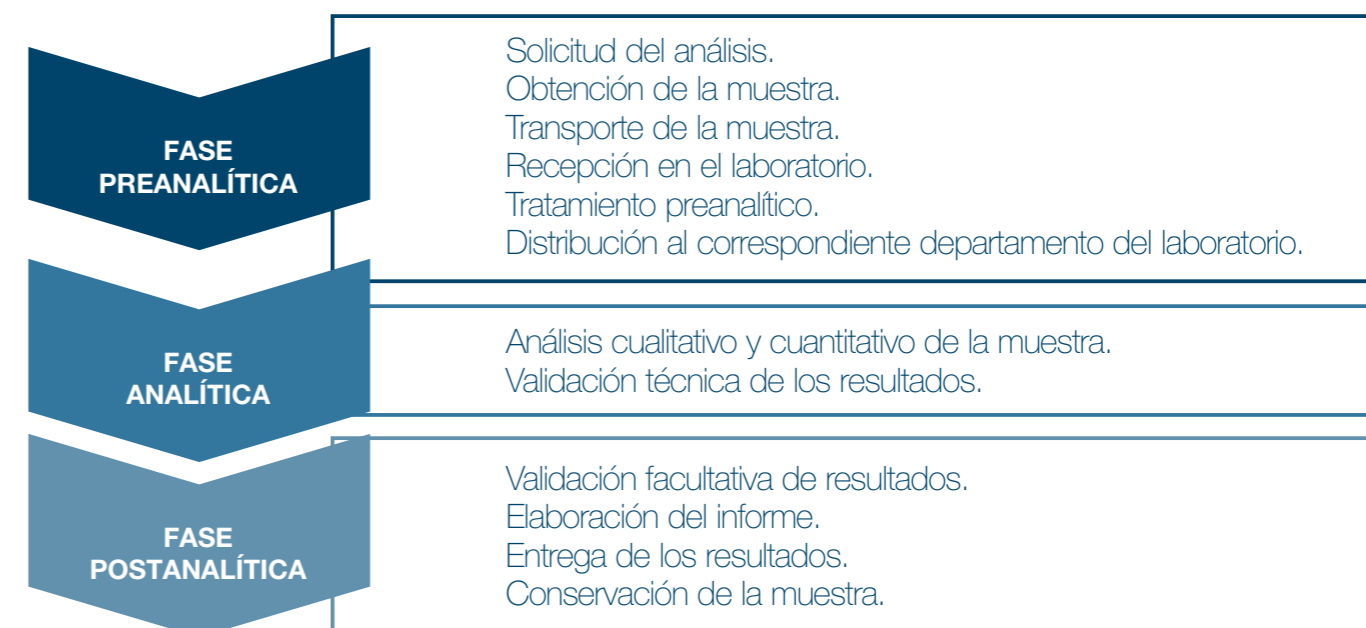 FASE
PREANALÍTICA
Solicitud del análisis.
Obtención de la muestra.
Transporte de la muestra.
Recepción en el laboratorio.
Tratamiento preanalítico.
Distribución al correspondiente departamento del laboratorio.
FASE
ANALÍTICA
Análisis cualitativo y cuantitativo de la muestra.
Validación técnica de los resultados.
FASE
POSTANALÍTICA
Validación facultativa de resultados.
Elaboración del informe.
Entrega de los resultados.
Conservación de la muestra.